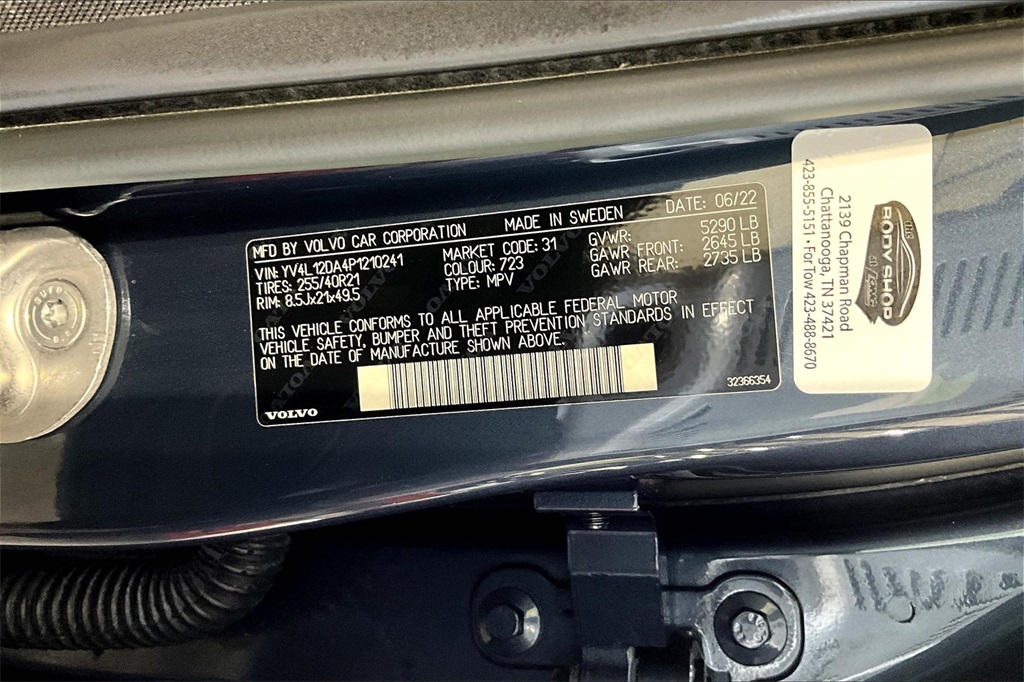 MFD BY VOLVO CAR CORPORATION MADE IN SWEDEN DATE: 06/22
VIN: YV4L12DA4P1210241 MARKET CODE: 31 GVWR: 5290 LB
TIRES: 255/40R21 COLOUR: 723 GAWR FRONT: 2645 LB
RIM: 8.5Jx21x49.5 TYPE: MPV GAWR REAR: 2735 LB
THIS VEHICLE CONFORMS TO ALL APPLICABLE FEDERAL MOTOR
VEHICLE SAFETY, BUMPER AND THEFT PREVENTION STANDARDS IN EFFECT
ON THE DATE OF MANUFACTURE SHOWN ABOVE.
VOLVO
32366354
THE
BODY SHOP
2139 Chapman Road
Chattanooga, TN 37421
423-855-5151 • For Tow 423-488-8670